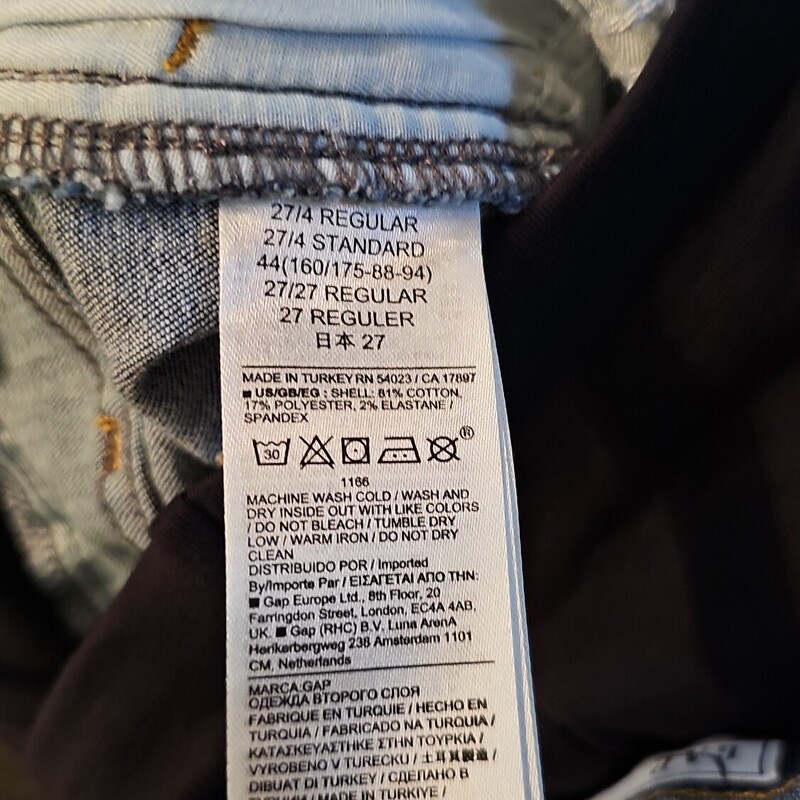 27/4 REGULAR
27/4 STANDARD
44(160/175-88-94)
27/27 REGULAR
27 REGULER
日本 27
MADE IN TURKEY RN 54023 / CA 17897
■ US/GB/EG : SHELL: 81% COTTON,
17% POLYESTER, 2% ELASTANE /
SPANDEX
30
®
1166
MACHINE WASH COLD / WASH AND
DRY INSIDE OUT WITH LIKE COLORS
/ DO NOT BLEACH / TUMBLE DRY
LOW / WARM IRON / DO NOT DRY
CLEAN
DISTRIBUIDO POR / Imported
By/Importe Par / ΕΙΣΑΓΕΤΑΙ ΑΠΟ ΤΗΝ:
■ Gap Europe Ltd., 8th Floor, 20
Farringdon Street, London, EC4A 4AB,
UK. ■ Gap (RHC) B.V. Luna ArenA
Herikerbergweg 238 Amsterdam 1101
CM, Netherlands
MARCA:GAP
ОДЕЖДА ВТОРОГО СЛОЯ
FABRIQUE EN TURQUIE / HECHO EN
TURQUIA / FABRICADO NA TURQUIA /
ΚΑΤΑΣΚΕΥΑΣΤΗΚΕ ΣΤΗΝ ΤΟΥΡΚΙΑ /
VYROBENO V TURECKU / 土耳其製造 /
DIBUAT DI TURKEY / СДЕЛАНО В
ТУРЦИИ / MADE IN TURKIYE /